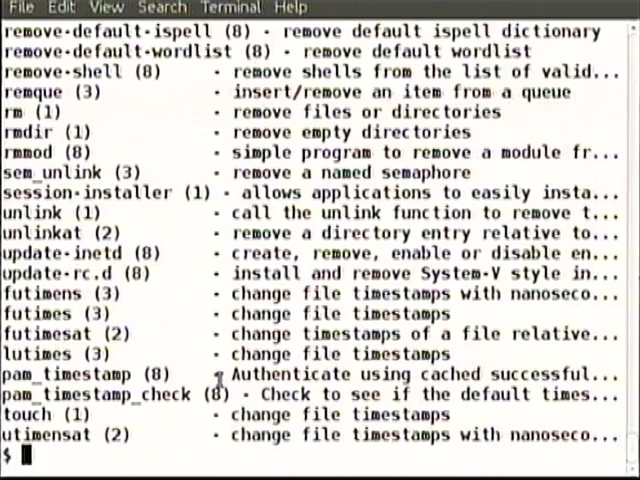 File Edit View Search Terminal Help
remove-default-ispell (8) - remove default ispell dictionary
remove-default-wordlist (8) - remove default wordlist
remove-shell (8) - remove shells from the list of valid...
remque (3) - insert/remove an item from a queue
rm (1) - remove files or directories
rmdir (1) - remove empty directories
rmmod (8) - simple program to remove a module fr...
sem_unlink (3) - remove a named semaphore
session-installer (1) - allows applications to easily insta...
unlink (1) - call the unlink function to remove t...
unlinkat (2) - remove a directory entry relative to...
update-inetd (8) - create, remove, enable or disable en...
update-rc.d (8) - install and remove System-V style in...
futimens (3) - change file timestamps with nanoseco...
futimes (3) - change file timestamps
futimesat (2) - change timestamps of a file relative...
lutimes (3) - change file timestamps
pam_timestamp (8) - Authenticate using cached successful...
pam_timestamp_check (8) - Check to see if the default times...
touch (1) - change file timestamps
utimensat (2) - change file timestamps with nanoseco...
$